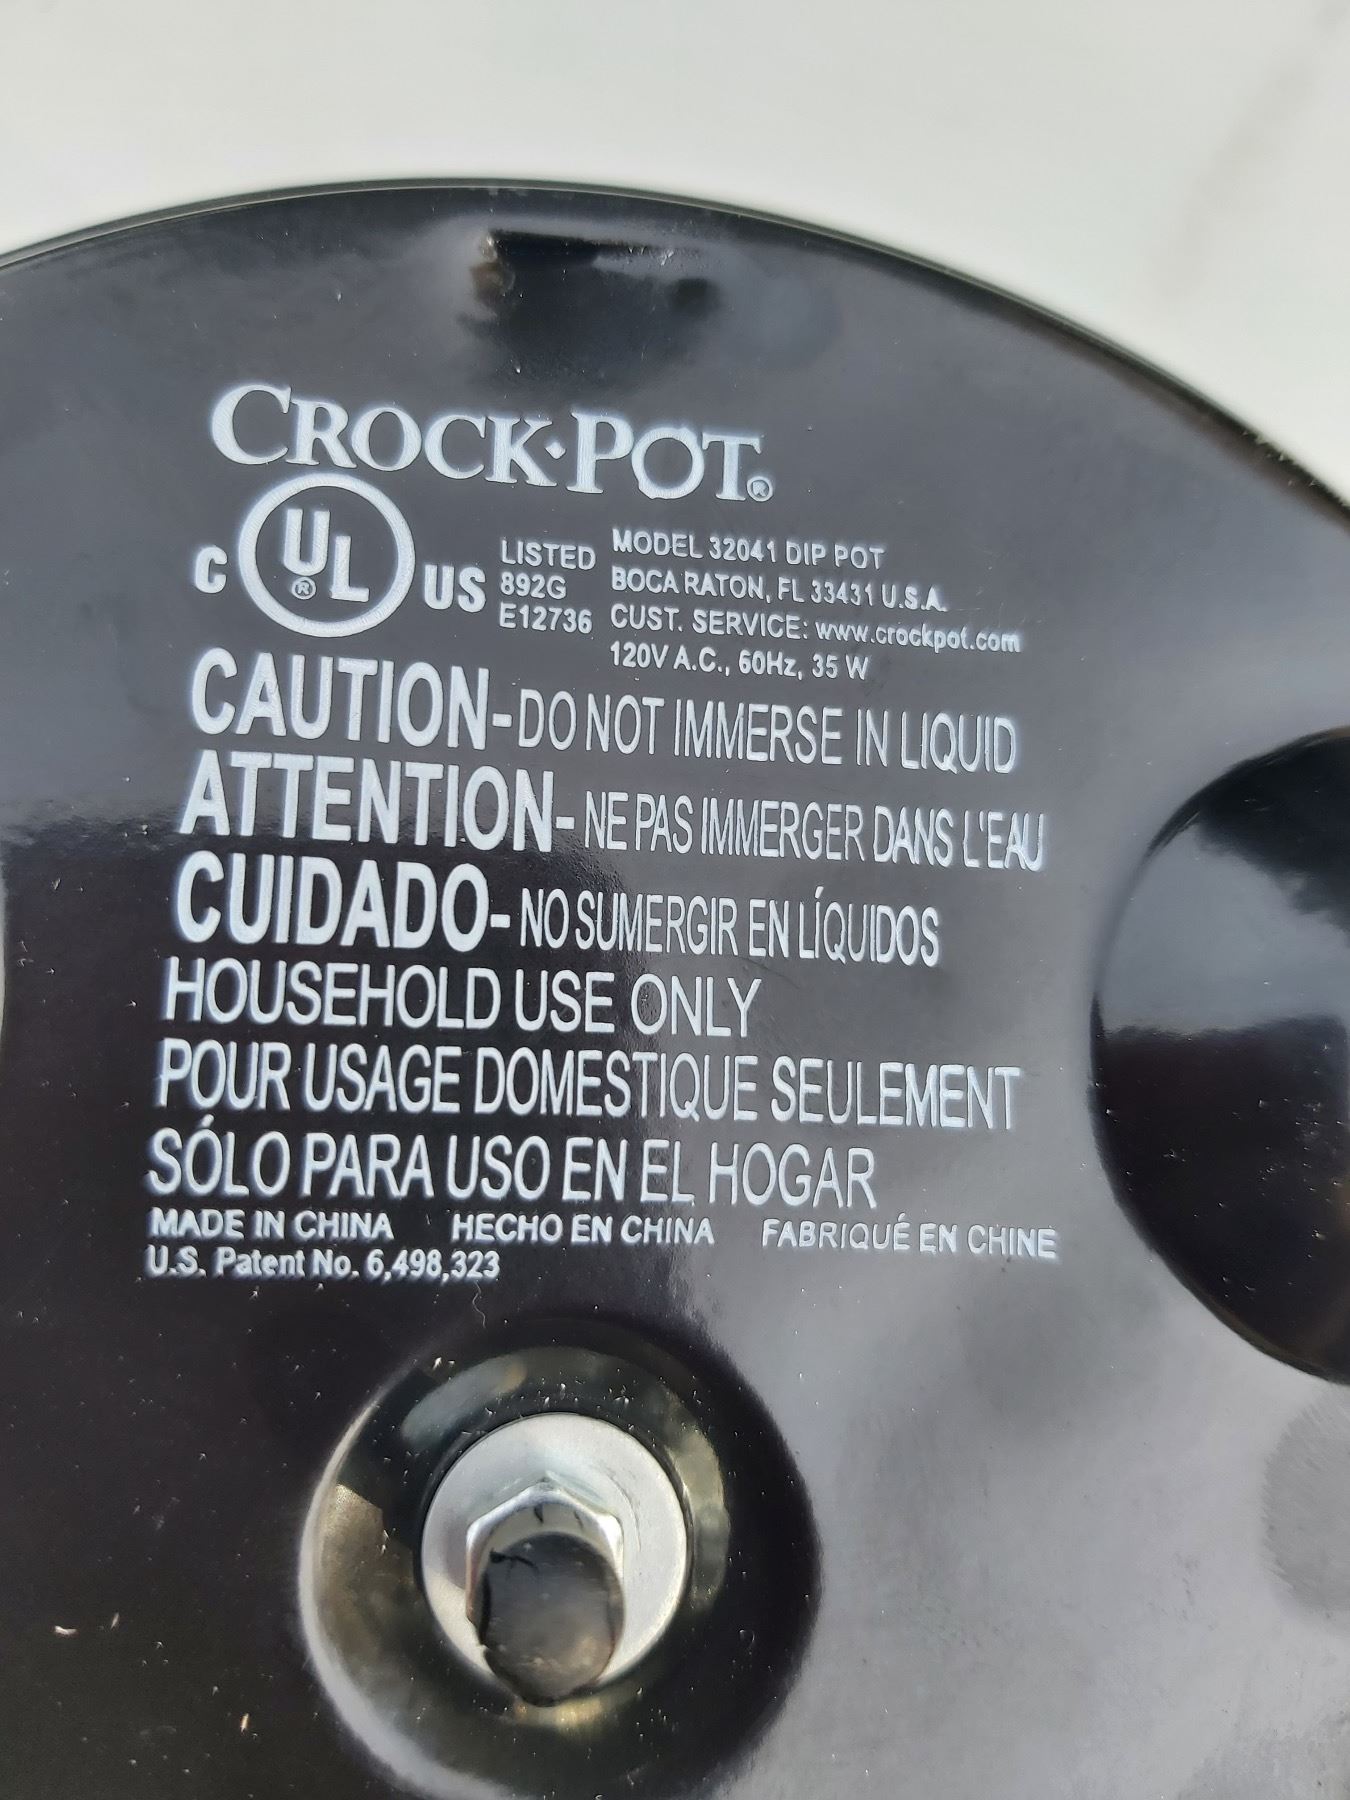 CROCK·POT®
C UL® US
LISTED
892G
E12736
MODEL 32041 DIP POT
BOCA RATON, FL 33431 U.S.A.
CUST. SERVICE: www.crockpot.com
120V A.C., 60Hz, 35 W
CAUTION-DO NOT IMMERSE IN LIQUID
ATTENTION-NE PAS IMMERGER DANS L'EAU
CUIDADO-NO SUMERGIR EN LÍQUIDOS
HOUSEHOLD USE ONLY
POUR USAGE DOMESTIQUE SEULEMENT
SÓLO PARA USO EN EL HOGAR
MADE IN CHINA HECHO EN CHINA FABRIQUÉ EN CHINE
U.S. Patent No. 6,498,323